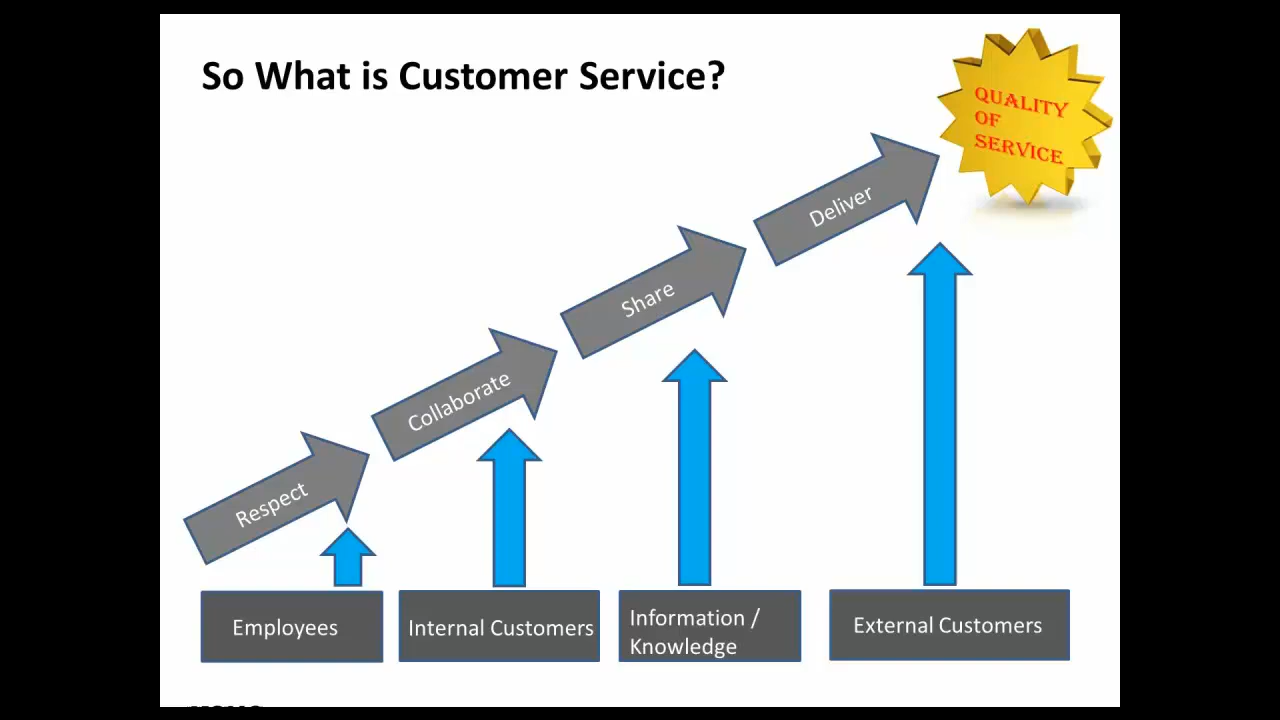 So What is Customer Service?
QUALITY
OF
SERVICE
Deliver
Share
Collaborate
Respect
Employees
Internal Customers
Information /
Knowledge
External Customers